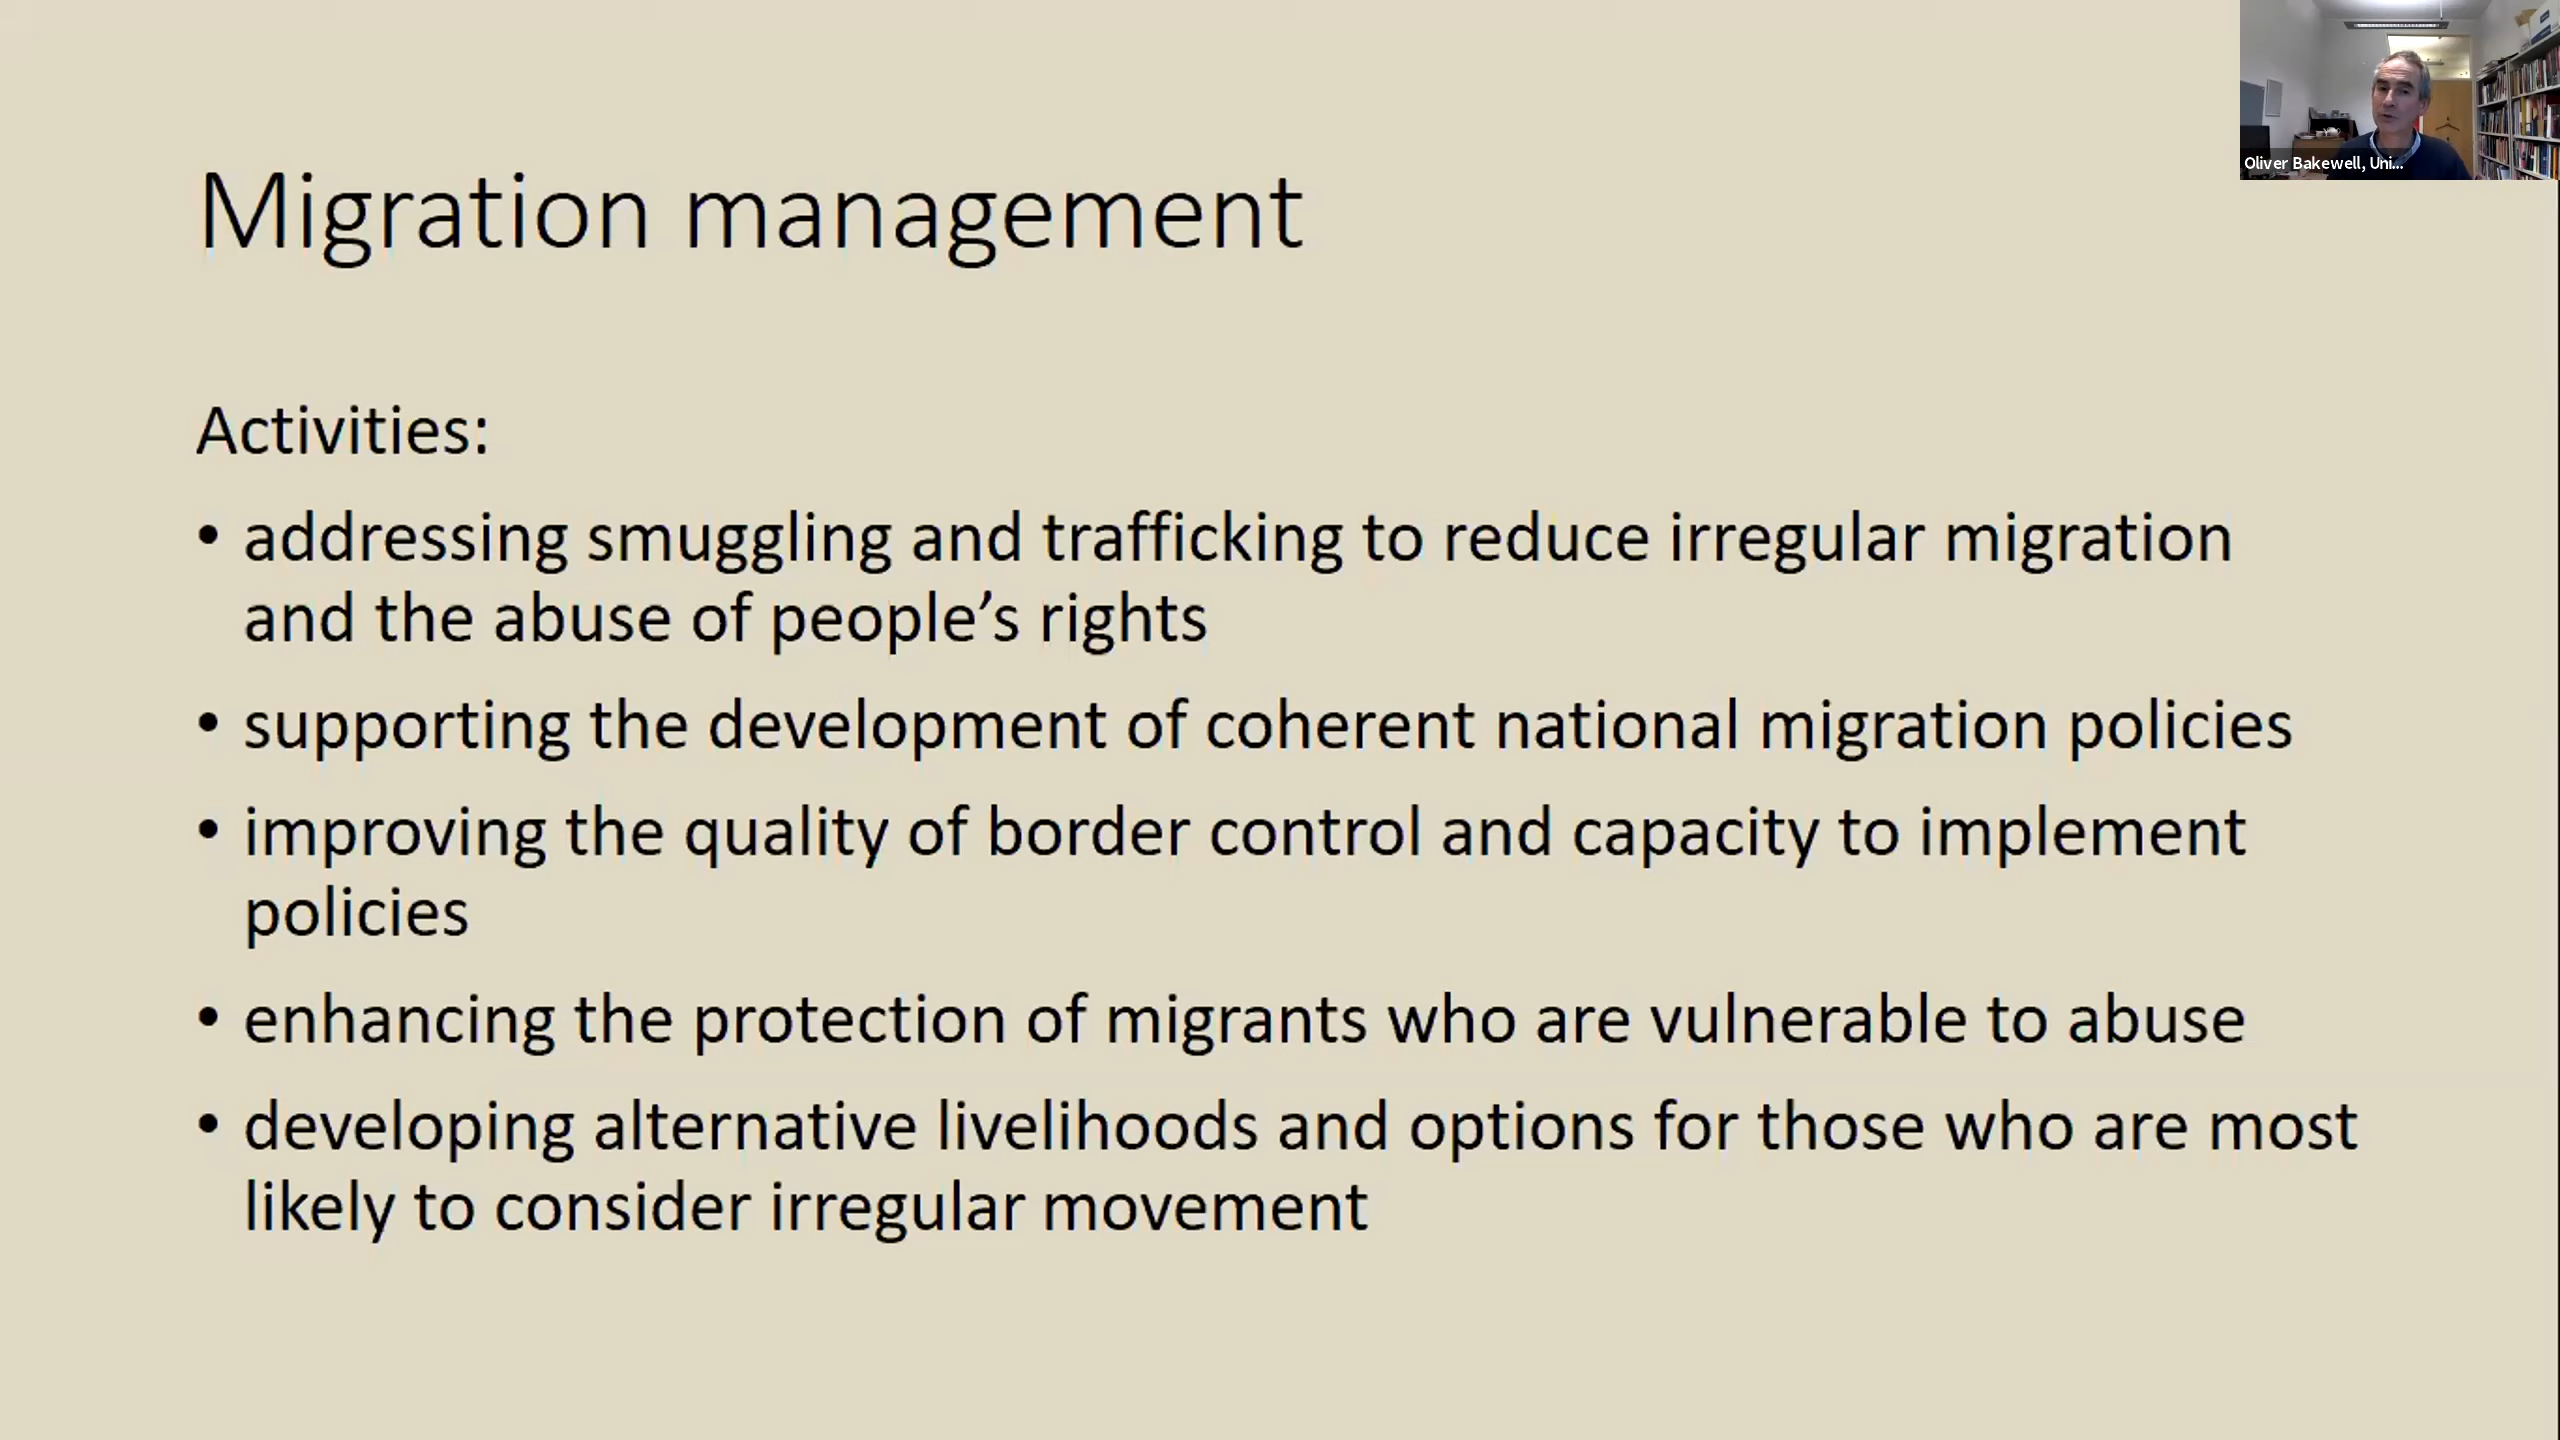 Oliver Bakewell, Uni...
Migration management
Activities:
• addressing smuggling and trafficking to reduce irregular migration
and the abuse of people’s rights
• supporting the development of coherent national migration policies
• improving the quality of border control and capacity to implement
policies
• enhancing the protection of migrants who are vulnerable to abuse
• developing alternative livelihoods and options for those who are most
likely to consider irregular movement